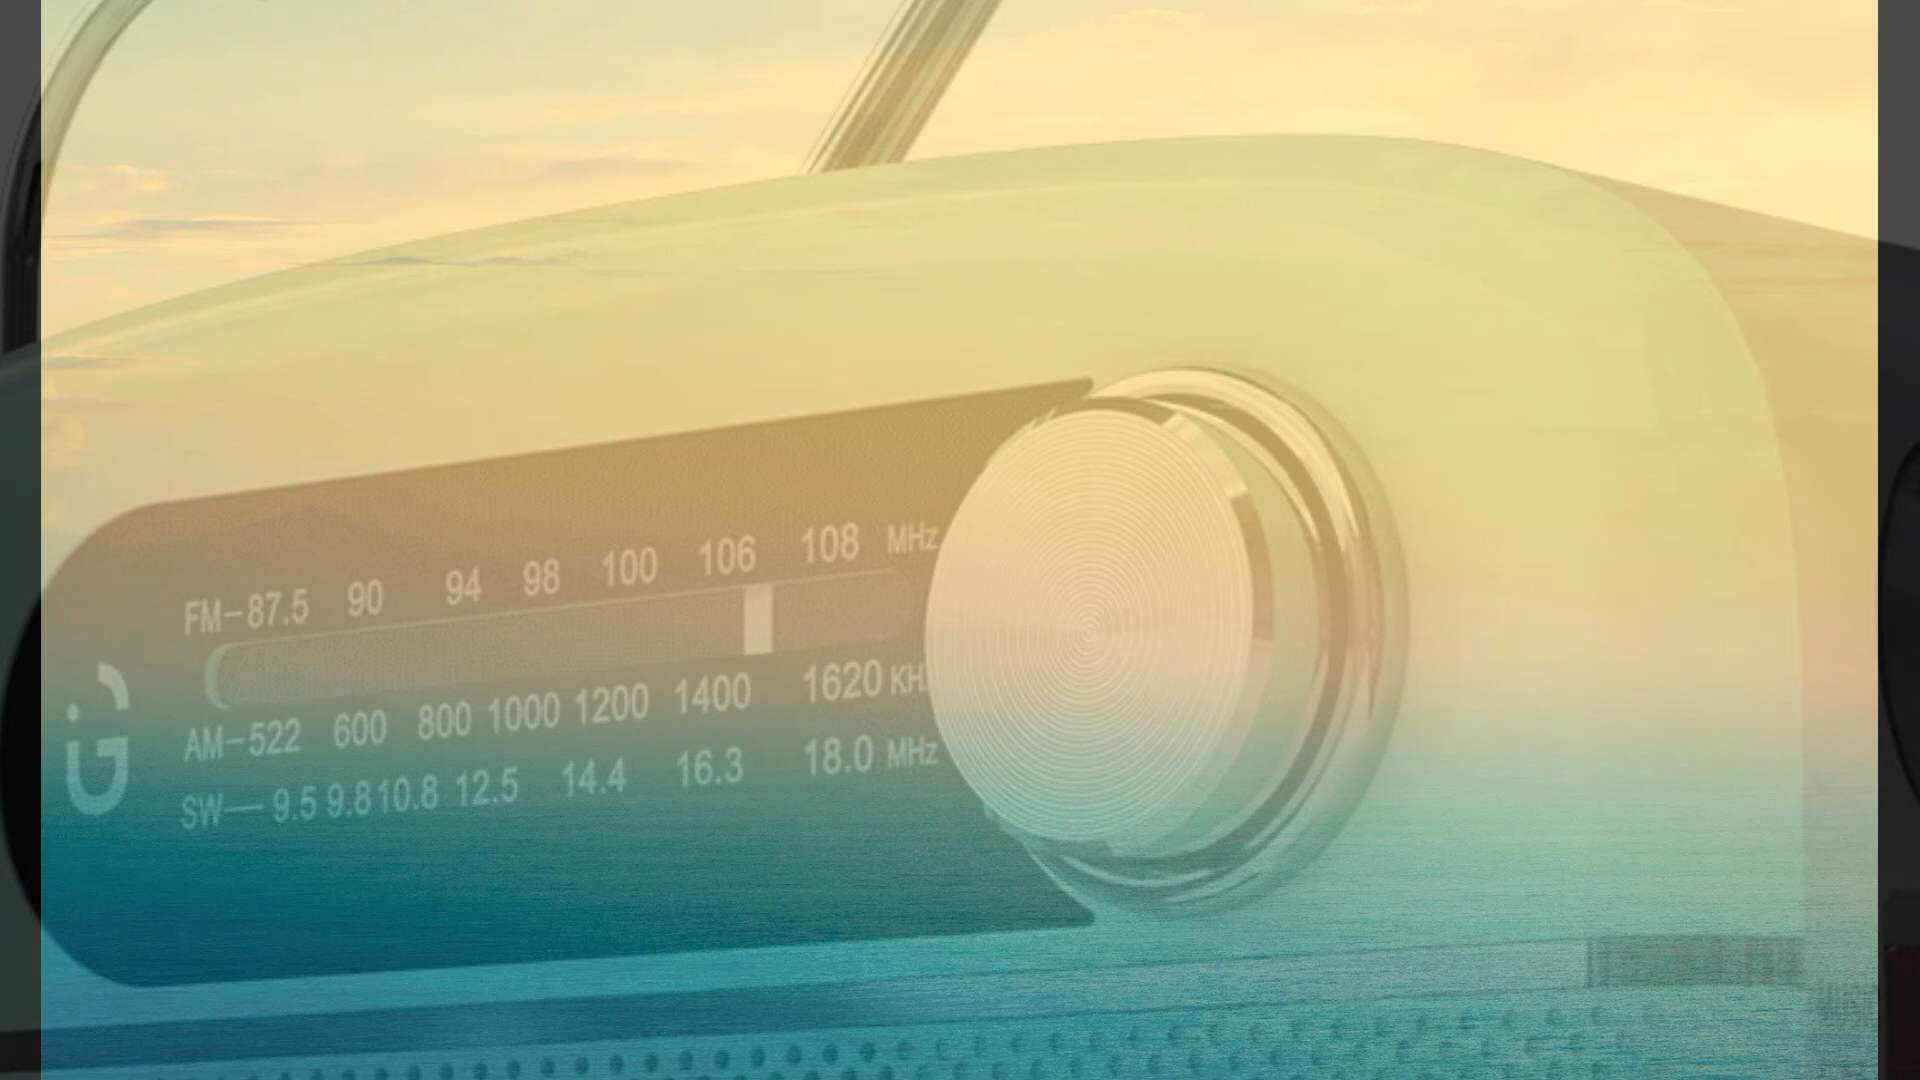 FM-87.5 90 94 98 100 106 108 MHz
AM-522 600 800 1000 1200 1400 1620 KH
SW— 9.5 9.8 10.8 12.5 14.4 16.3 18.0 MHz